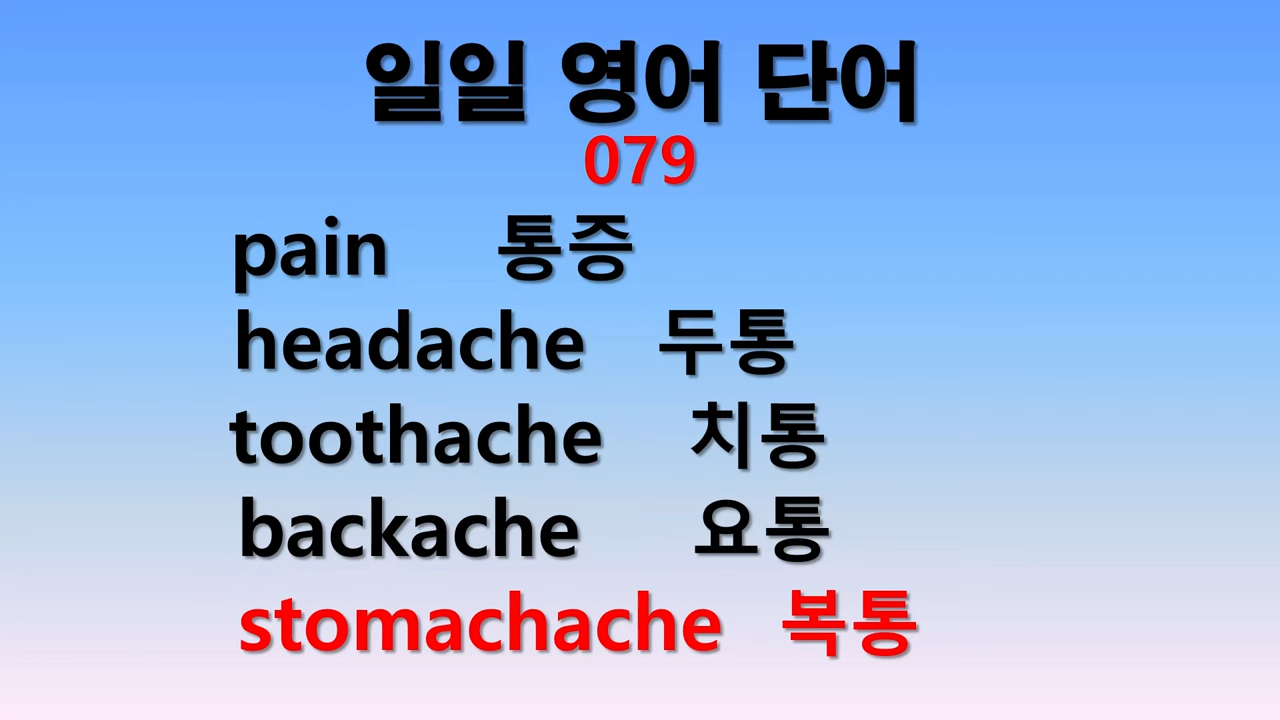 일일 영어 단어
079
pain 통증
headache 두통
toothache 치통
backache 요통
stomachache 복통